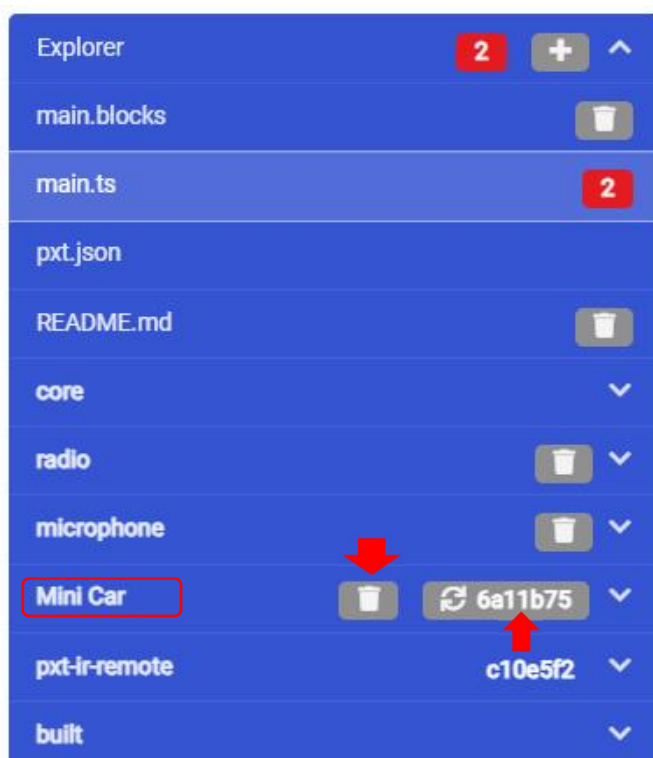 Explorer 2
main.blocks
main.ts 2
pxt.json
README.md
core
radio
microphone
Mini Car 6a11b75
pxt-ir-remote c10e5f2
built